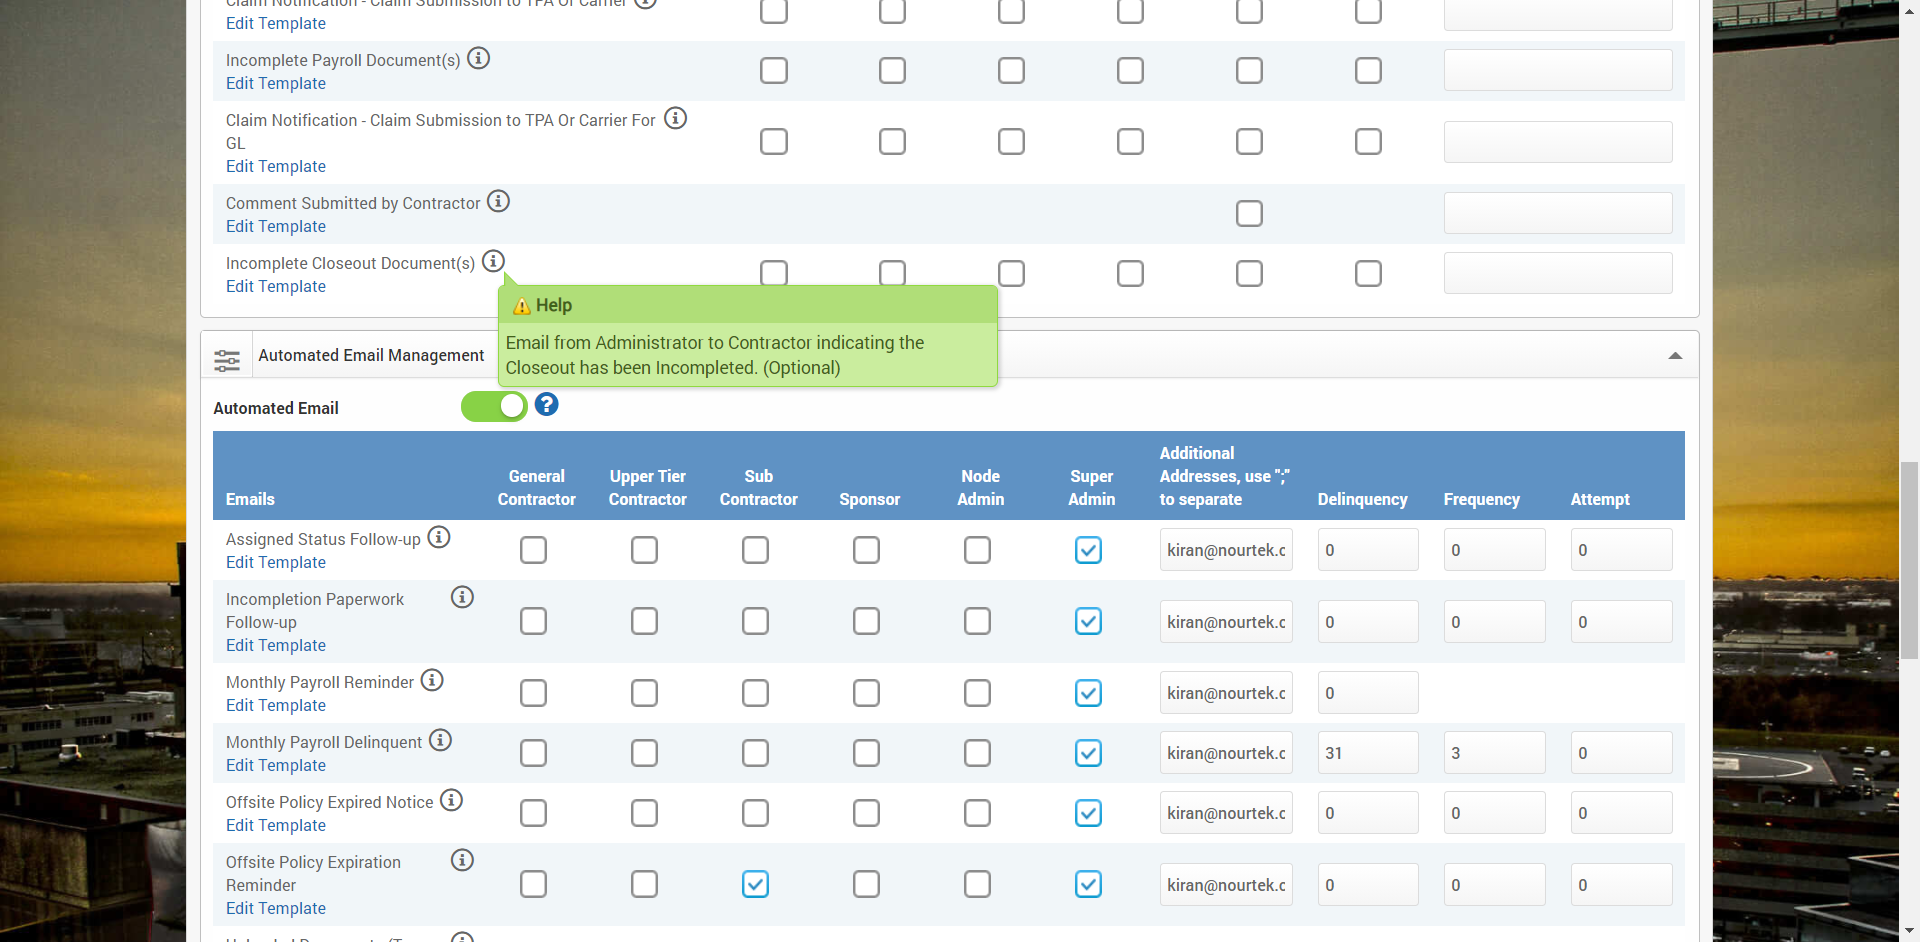 Claim Notification - Claim Submission to TPA Or Carrier
Edit Template
Incomplete Payroll Document(s)
Edit Template
Claim Notification - Claim Submission to TPA Or Carrier For
GL
Edit Template
Comment Submitted by Contractor
Edit Template
Incomplete Closeout Document(s)
Edit Template
Help
Email from Administrator to Contractor indicating the
Closeout has been Incompleted. (Optional)
Automated Email Management
Automated Email
Emails
General
Contractor
Upper Tier
Contractor
Sub
Contractor
Sponsor
Node
Admin
Super
Admin
Additional
Addresses, use ";"
to separate
Delinquency
Frequency
Attempt
Assigned Status Follow-up
Edit Template
kiran@nourtek.c 0 0 0
Incompletion Paperwork
Follow-up
Edit Template
kiran@nourtek.c 0 0 0
Monthly Payroll Reminder
Edit Template
kiran@nourtek.c 0
Monthly Payroll Delinquent
Edit Template
kiran@nourtek.c 31 3 0
Offsite Policy Expired Notice
Edit Template
kiran@nourtek.c 0 0 0
Offsite Policy Expiration
Reminder
Edit Template
kiran@nourtek.c 0 0 0